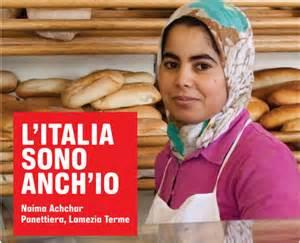 L'ITALIA
SONO
ANCH'IO
Naima Achchar
Panettiera, Lamezia Terme